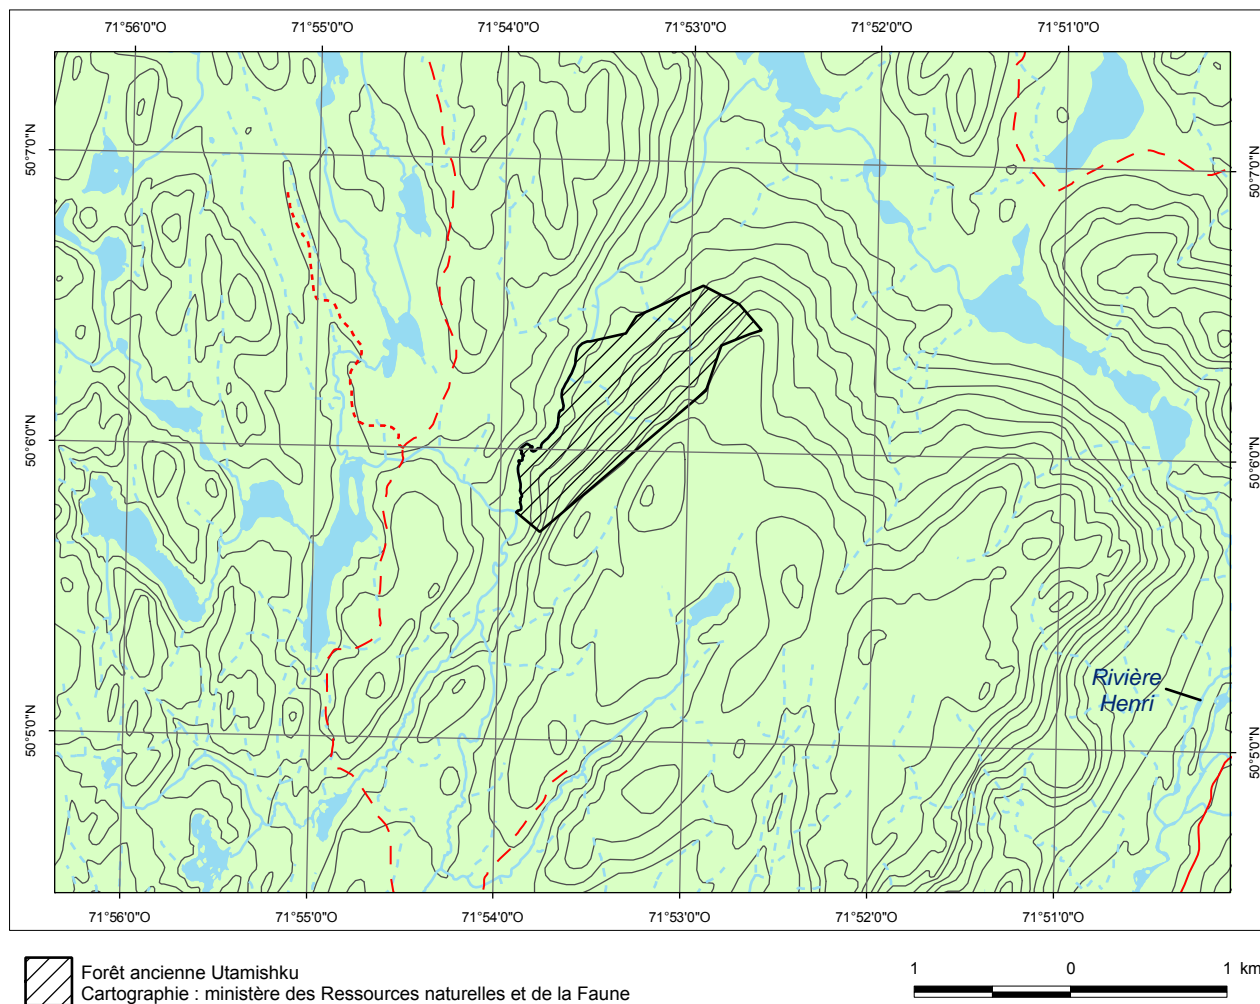 71°56'0"O 71°55'0"O 71°54'0"O 71°53'0"O 71°52'0"O 71°51'0"O
50°7'0"N
50°7'0"N
50°6'0"N
50°6'0"N
Rivière
Henri
50°5'0"N
50°5'0"N
71°56'0"O 71°55'0"O 71°54'0"O 71°53'0"O 71°52'0"O 71°51'0"O
Forêt ancienne Utamishku
Cartographie : ministère des Ressources naturelles et de la Faune
1 0 1 km